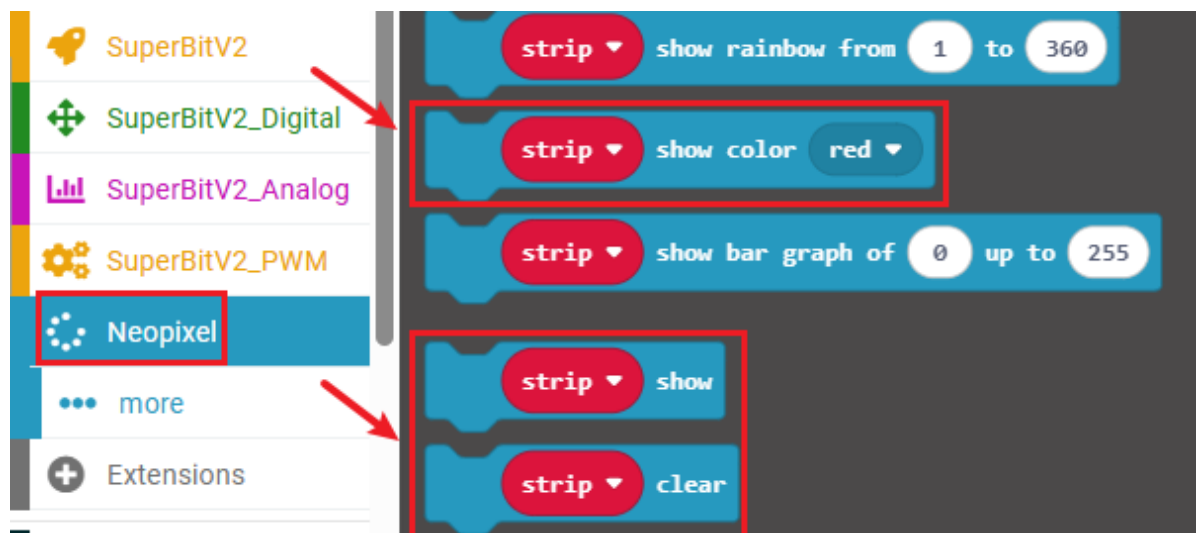 SuperBitV2
SuperBitV2_Digital
SuperBitV2_Analog
SuperBitV2_PWM
Neopixel
more
Extensions
strip show rainbow from 1 to 360
strip show color red
strip show bar graph of 0 up to 255
strip show
strip clear